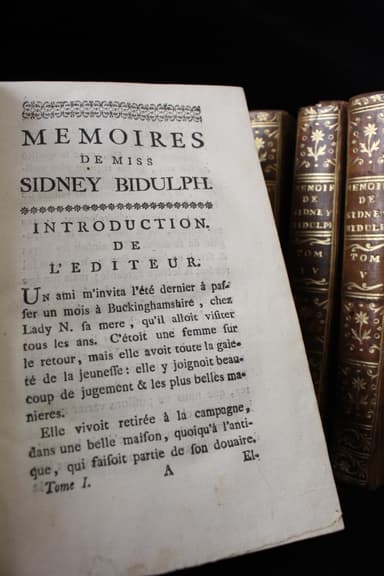 MEMOIRES
DE MISS
SIDNEY BIDULPH.
INTRODUCTION.
DE
L'EDITEUR.
UN ami m'invita l'été dernier à paſ-
ſer un mois à Buckinghamshire, chez
Lady N. ſa mere, qu'il alloit viſiter
tous les ans. C'étoit une femme ſur
le retour, mais elle avoit toute la gaie-
té de la jeuneſſe: elle y joignoit beau-
coup de jugement & les plus belles ma-
nieres.
Elle vivoit retirée à la campagne,
dans une belle maiſon, quoiqu'à l'anti-
que, qui faiſoit partie de ſon douaire.
Tome I.
A
El-
MEMOIR
DE
SIDNEY
BIDULP
TOM
IV
MEMOIR
DE
SIDNEY
BIDULP
TOM
V